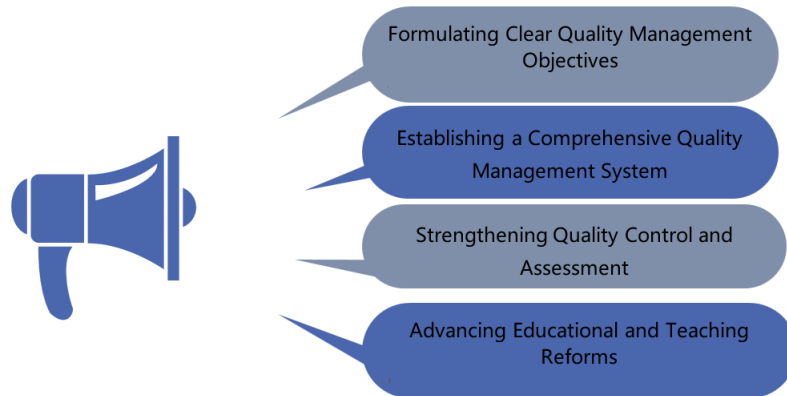 Formulating Clear Quality Management
Objectives
Establishing a Comprehensive Quality
Management System
Strengthening Quality Control and
Assessment
Advancing Educational and Teaching
Reforms